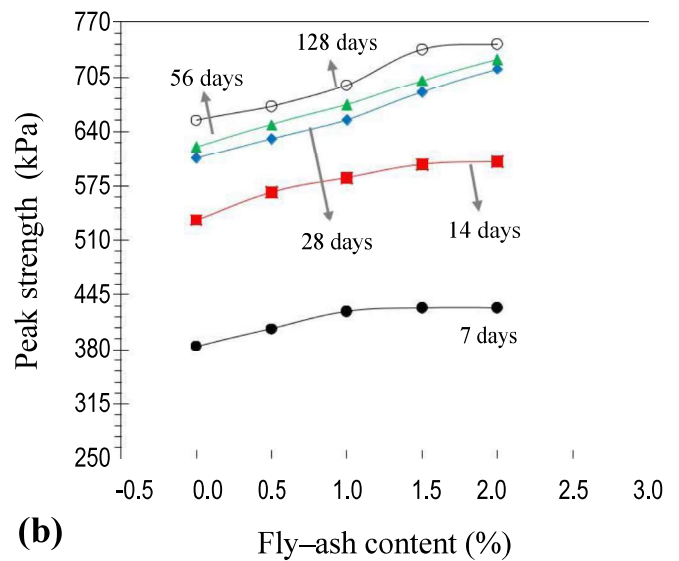 770
705
640
575
510
445
380
315
250
Peak strength (kPa)
128 days
56 days
28 days
14 days
7 days
-0.5 0.0 0.5 1.0 1.5 2.0 2.5 3.0
(b) Fly–ash content (%)